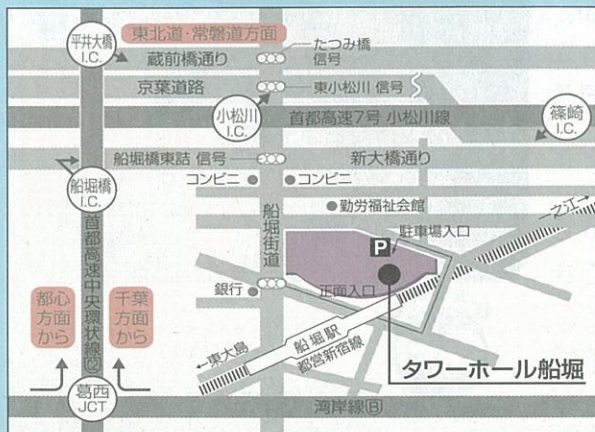 平井大橋
I.C.
東北道・常磐道方面
たつみ橋
信号
蔵前橋通り
京葉道路
東小松川 信号
小松川
I.C.
首都高速7号 小松川線
篠崎
I.C.
船堀橋東詰 信号
新大橋通り
コンビニ
コンビニ
船堀橋
I.C.
勤労福祉会館
一之江→
船堀街道
駐車場入口
P
首都高速中央環状線C2
銀行
正面入口
都心
方面
から
千葉
方面
から
船堀駅
都営新宿線
←東大島
タワーホール船堀
葛西
JCT
湾岸線B